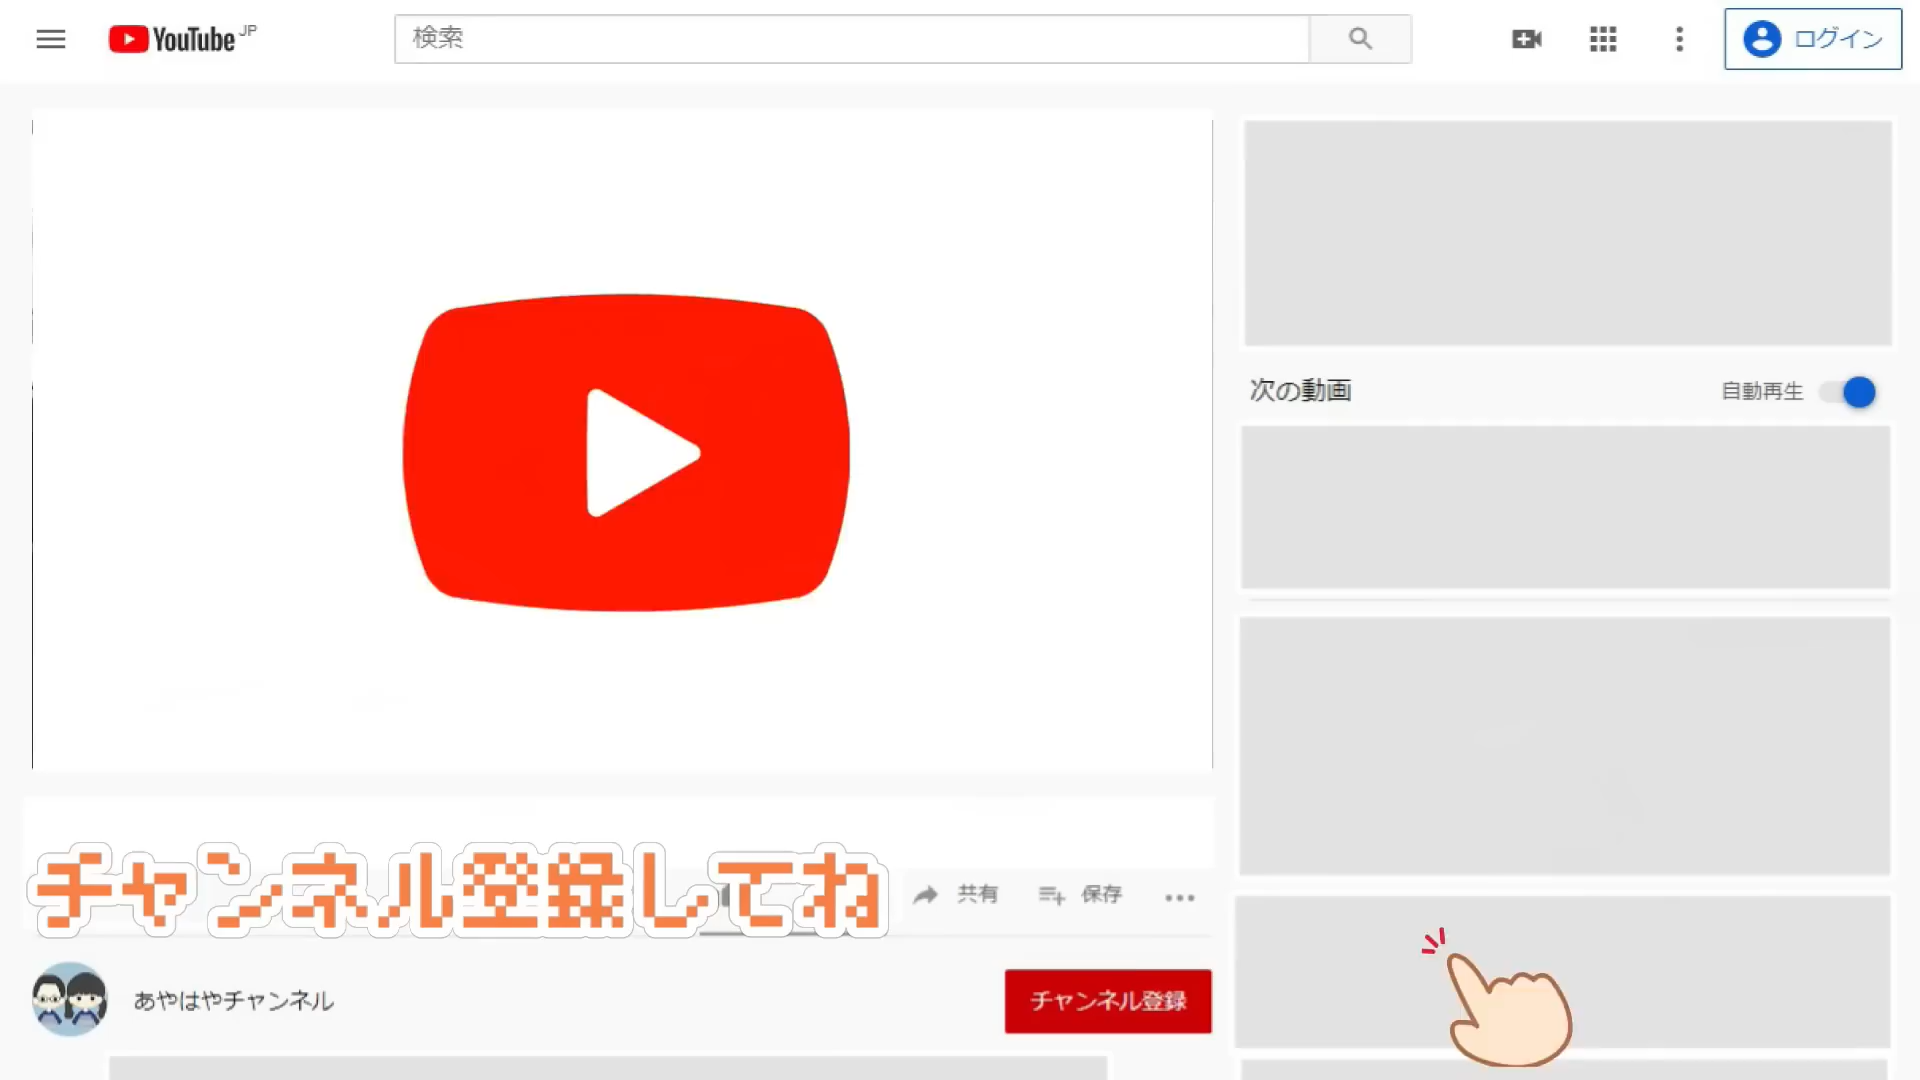 YouTube JP
検索
ログイン
次の動画
自動再生
チャンネル登録してね
共有
保存
あやはやチャンネル
チャンネル登録